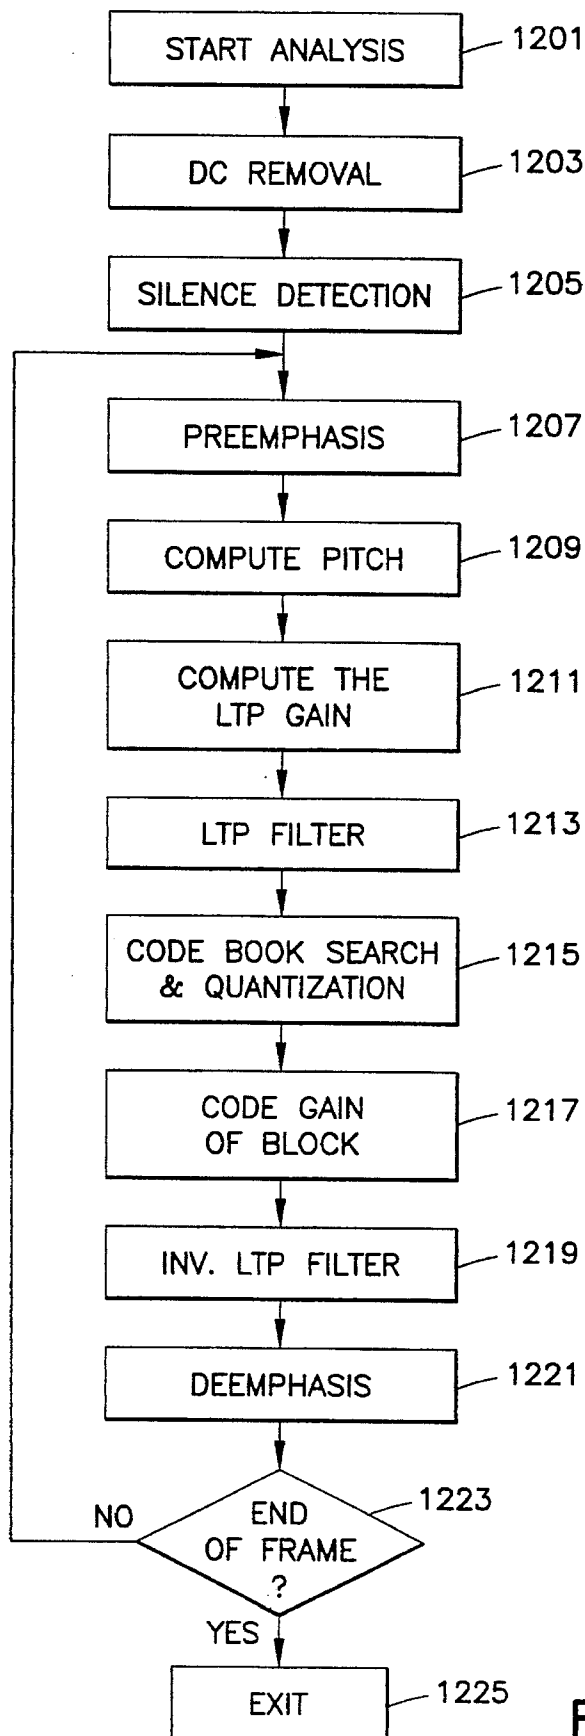 START ANALYSIS 1201
DC REMOVAL 1203
SILENCE DETECTION 1205
PREEMPHASIS 1207
COMPUTE PITCH 1209
COMPUTE THE
LTP GAIN 1211
LTP FILTER 1213
CODE BOOK SEARCH
& QUANTIZATION 1215
CODE GAIN
OF BLOCK 1217
INV. LTP FILTER 1219
DEEMPHASIS 1221
END
OF FRAME
? 1223
NO
YES
EXIT 1225